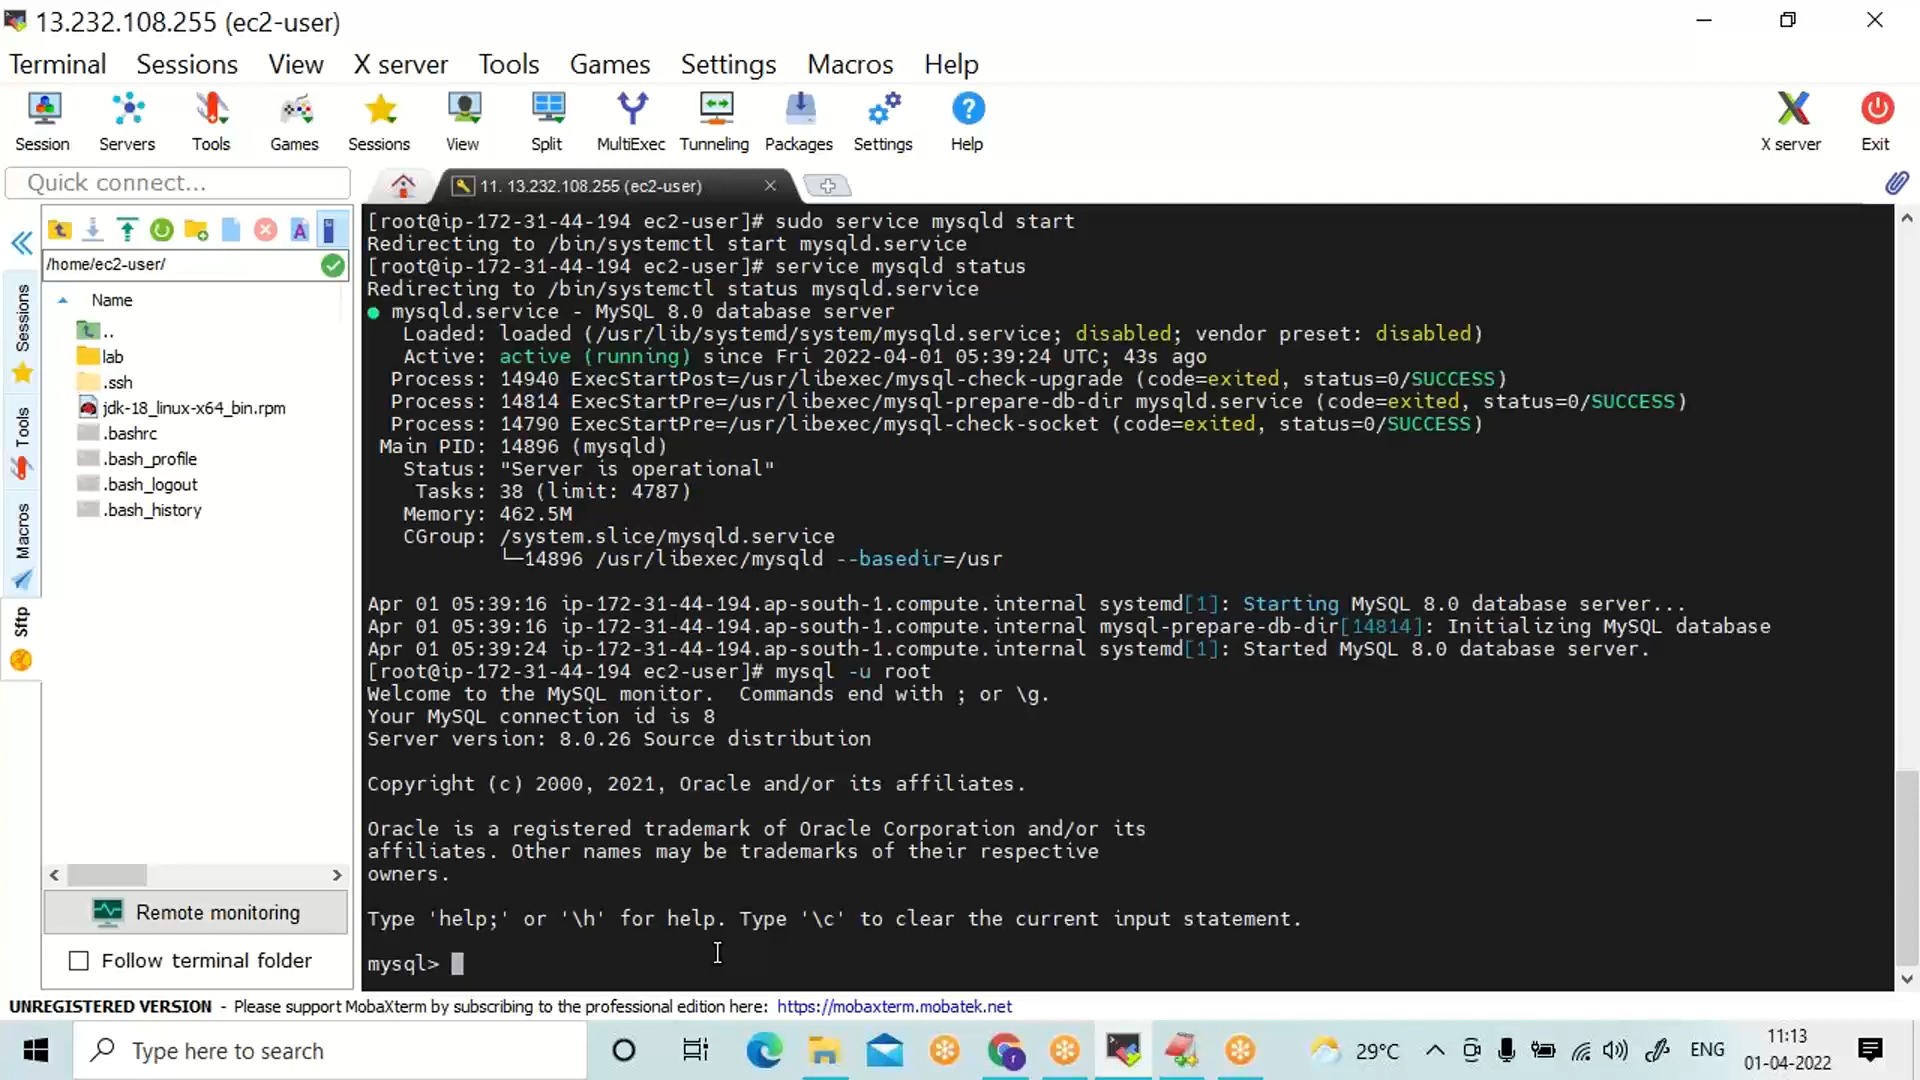 13.232.108.255 (ec2-user)
Terminal Sessions View X server Tools Games Settings Macros Help
Session Servers Tools Games Sessions View Split MultiExec Tunneling Packages Settings Help X server Exit
Quick connect...
11. 13.232.108.255 (ec2-user)
/home/ec2-user/
Name
..
lab
.ssh
jdk-18_linux-x64_bin.rpm
.bashrc
.bash_profile
.bash_logout
.bash_history
Sessions
Tools
Macros
Sftp
Remote monitoring
Follow terminal folder
[root@ip-172-31-44-194 ec2-user]# sudo service mysqld start
Redirecting to /bin/systemctl start mysqld.service
[root@ip-172-31-44-194 ec2-user]# service mysqld status
Redirecting to /bin/systemctl status mysqld.service
● mysqld.service - MySQL 8.0 database server
Loaded: loaded (/usr/lib/systemd/system/mysqld.service; disabled; vendor preset: disabled)
Active: active (running) since Fri 2022-04-01 05:39:24 UTC; 43s ago
Process: 14940 ExecStartPost=/usr/libexec/mysql-check-upgrade (code=exited, status=0/SUCCESS)
Process: 14814 ExecStartPre=/usr/libexec/mysql-prepare-db-dir mysqld.service (code=exited, status=0/SUCCESS)
Process: 14790 ExecStartPre=/usr/libexec/mysql-check-socket (code=exited, status=0/SUCCESS)
Main PID: 14896 (mysqld)
Status: "Server is operational"
Tasks: 38 (limit: 4787)
Memory: 462.5M
CGroup: /system.slice/mysqld.service
└─14896 /usr/libexec/mysqld --basedir=/usr
Apr 01 05:39:16 ip-172-31-44-194.ap-south-1.compute.internal systemd[1]: Starting MySQL 8.0 database server...
Apr 01 05:39:16 ip-172-31-44-194.ap-south-1.compute.internal mysql-prepare-db-dir[14814]: Initializing MySQL database
Apr 01 05:39:24 ip-172-31-44-194.ap-south-1.compute.internal systemd[1]: Started MySQL 8.0 database server.
[root@ip-172-31-44-194 ec2-user]# mysql -u root
Welcome to the MySQL monitor.  Commands end with ; or \g.
Your MySQL connection id is 8
Server version: 8.0.26 Source distribution
Copyright (c) 2000, 2021, Oracle and/or its affiliates.
Oracle is a registered trademark of Oracle Corporation and/or its
affiliates. Other names may be trademarks of their respective
owners.
Type 'help;' or '\h' for help. Type '\c' to clear the current input statement.
mysql>
UNREGISTERED VERSION - Please support MobaXterm by subscribing to the professional edition here: https://mobaxterm.mobatek.net
Type here to search
29°C
ENG
11:13
01-04-2022